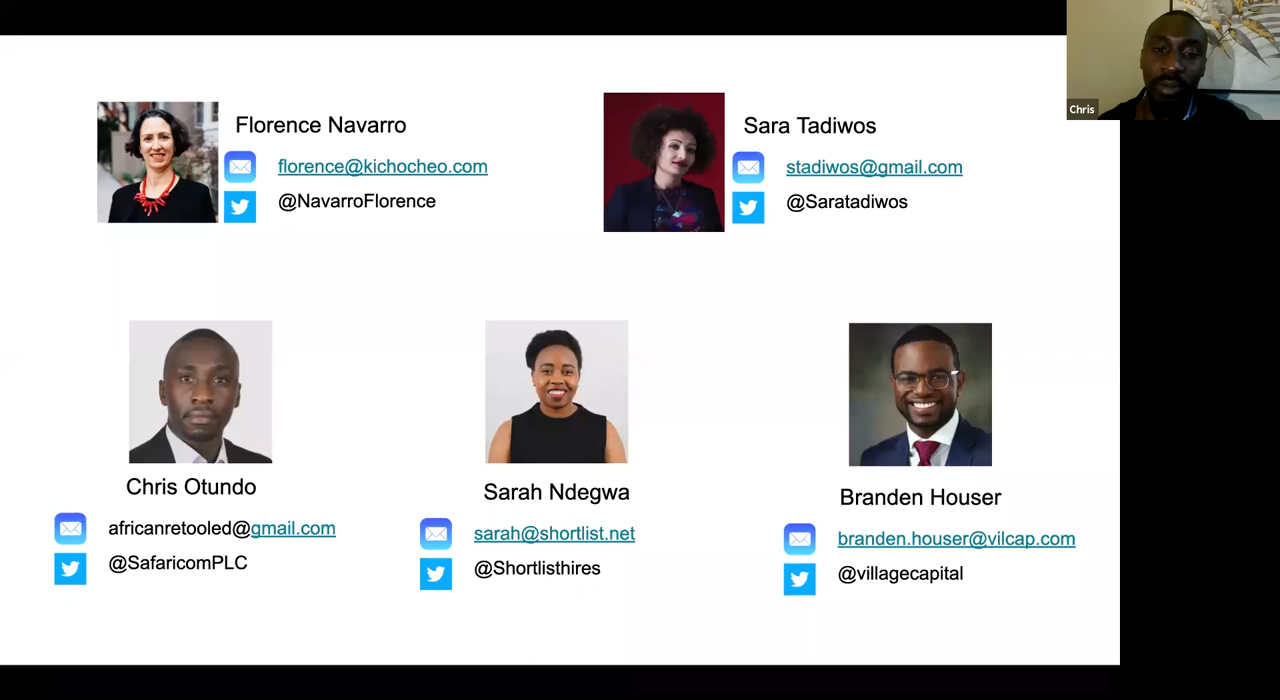 Chris
Florence Navarro
florence@kichocheo.com
@NavarroFlorence
Sara Tadiwos
stadiwos@gmail.com
@Saratadiwos
Chris Otundo
africanretooled@gmail.com
@SafaricomPLC
Sarah Ndegwa
sarah@shortlist.net
@Shortlisthires
Branden Houser
branden.houser@vilcap.com
@villagecapital